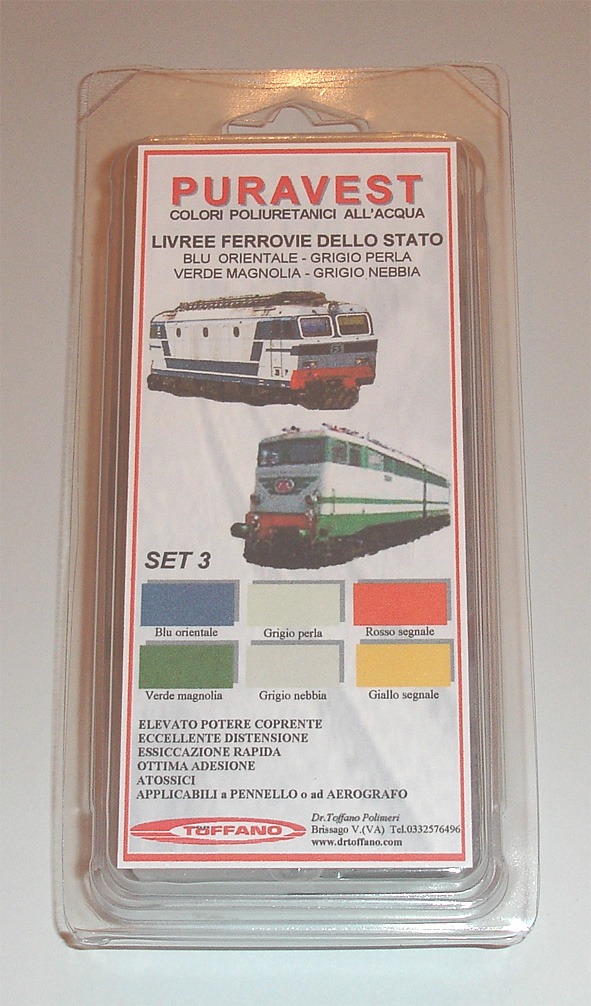 PURAVEST
COLORI POLIURETANICI ALL'ACQUA
LIVREE FERROVIE DELLO STATO
BLU ORIENTALE - GRIGIO PERLA
VERDE MAGNOLIA - GRIGIO NEBBIA
SET 3
Blu orientale Grigio perla Rosso segnale
Verde magnolia Grigio nebbia Giallo segnale
ELEVATO POTERE COPRENTE
ECCELLENTE DISTENSIONE
ESSICCAZIONE RAPIDA
OTTIMA ADESIONE
ATOSSICI
APPLICABILI a PENNELLO o ad AEROGRAFO
TOFFANO
Dr.Toffano Polimeri
Brissago V.(VA) Tel.0332576496
www.drtoffano.com